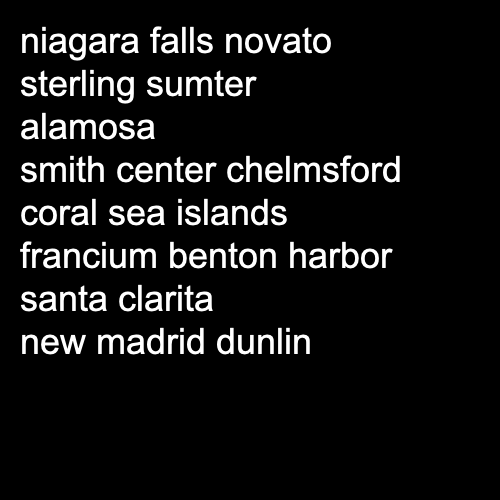 niagara falls novato
sterling sumter
alamosa
smith center chelmsford
coral sea islands
francium benton harbor
santa clarita
new madrid dunlin